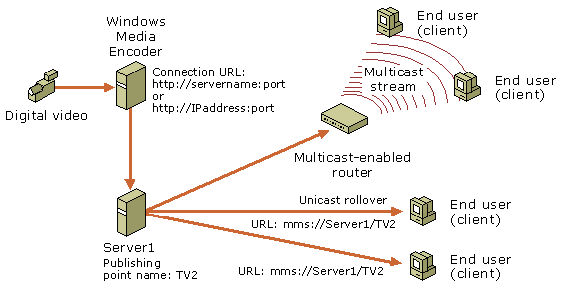 Windows
Media
Encoder
Digital video
Connection URL:
http://servername:port
or
http://IPaddress:port
End user
(client)
Multicast
stream
End user
(client)
Multicast-enabled
router
Server1
Publishing
point name: TV2
Unicast rollover
URL: mms://Server1/TV2
End user
(client)
URL: mms://Server1/TV2
End user
(client)